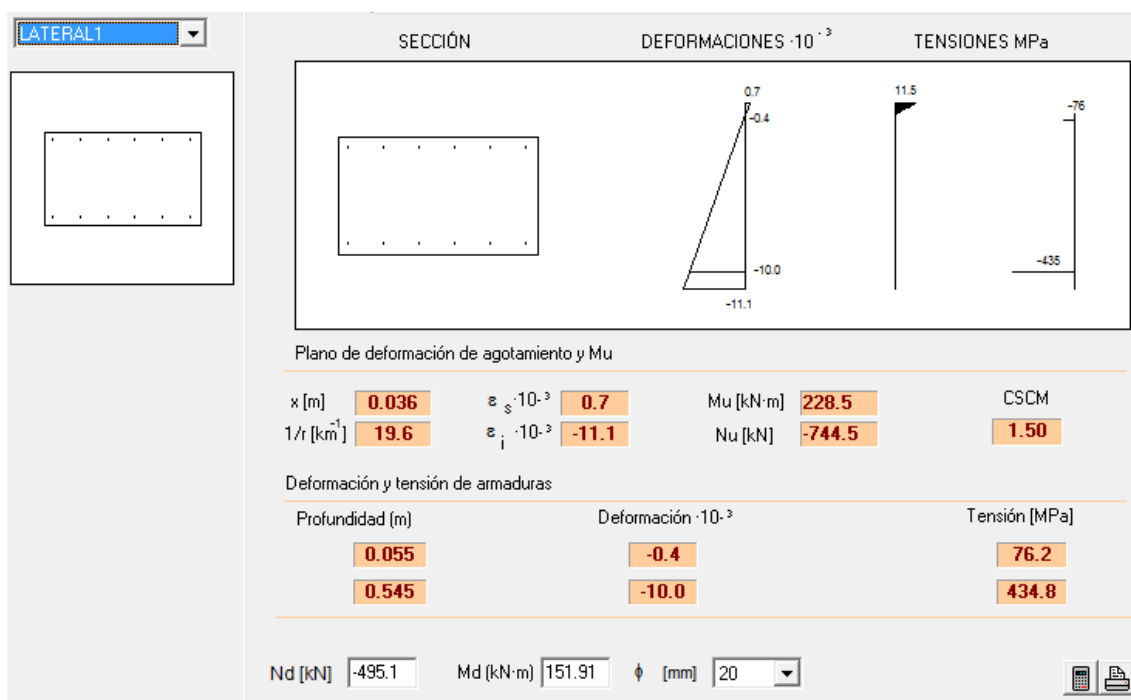 LATERAL1
SECCIÓN DEFORMACIONES ·10⁻³ TENSIONES MPa
0.7
-0.4
-10.0
-11.1
11.5
-76
-435
Plano de deformación de agotamiento y Mu
x [m] 0.036 ε s·10-³ 0.7 Mu [kN·m] 228.5 CSCM
1/r [km⁻¹] 19.6 ε i ·10-³ -11.1 Nu [kN] -744.5 1.50
Deformación y tensión de armaduras
Profundidad (m) Deformación ·10-³ Tensión [MPa]
0.055 -0.4 76.2
0.545 -10.0 434.8
Nd [kN] -495.1 Md (kN·m) 151.91 ϕ [mm] 20